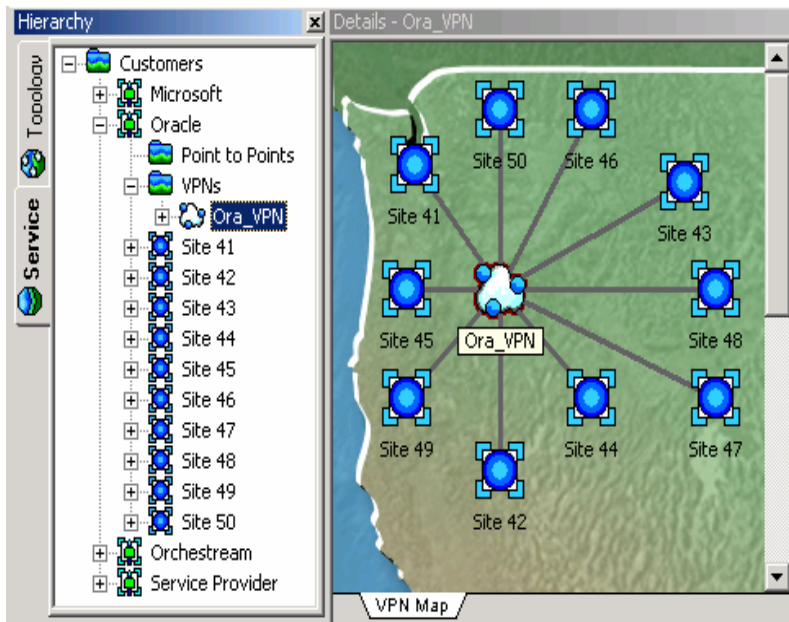 Hierarchy
Details - Ora_VPN
Topology
Service
Customers
Microsoft
Oracle
Point to Points
VPNs
Ora_VPN
Site 41
Site 42
Site 43
Site 44
Site 45
Site 46
Site 47
Site 48
Site 49
Site 50
Orchestream
Service Provider
Site 50
Site 46
Site 41
Site 43
Site 45
Ora_VPN
Site 48
Site 49
Site 44
Site 47
Site 42
VPN Map